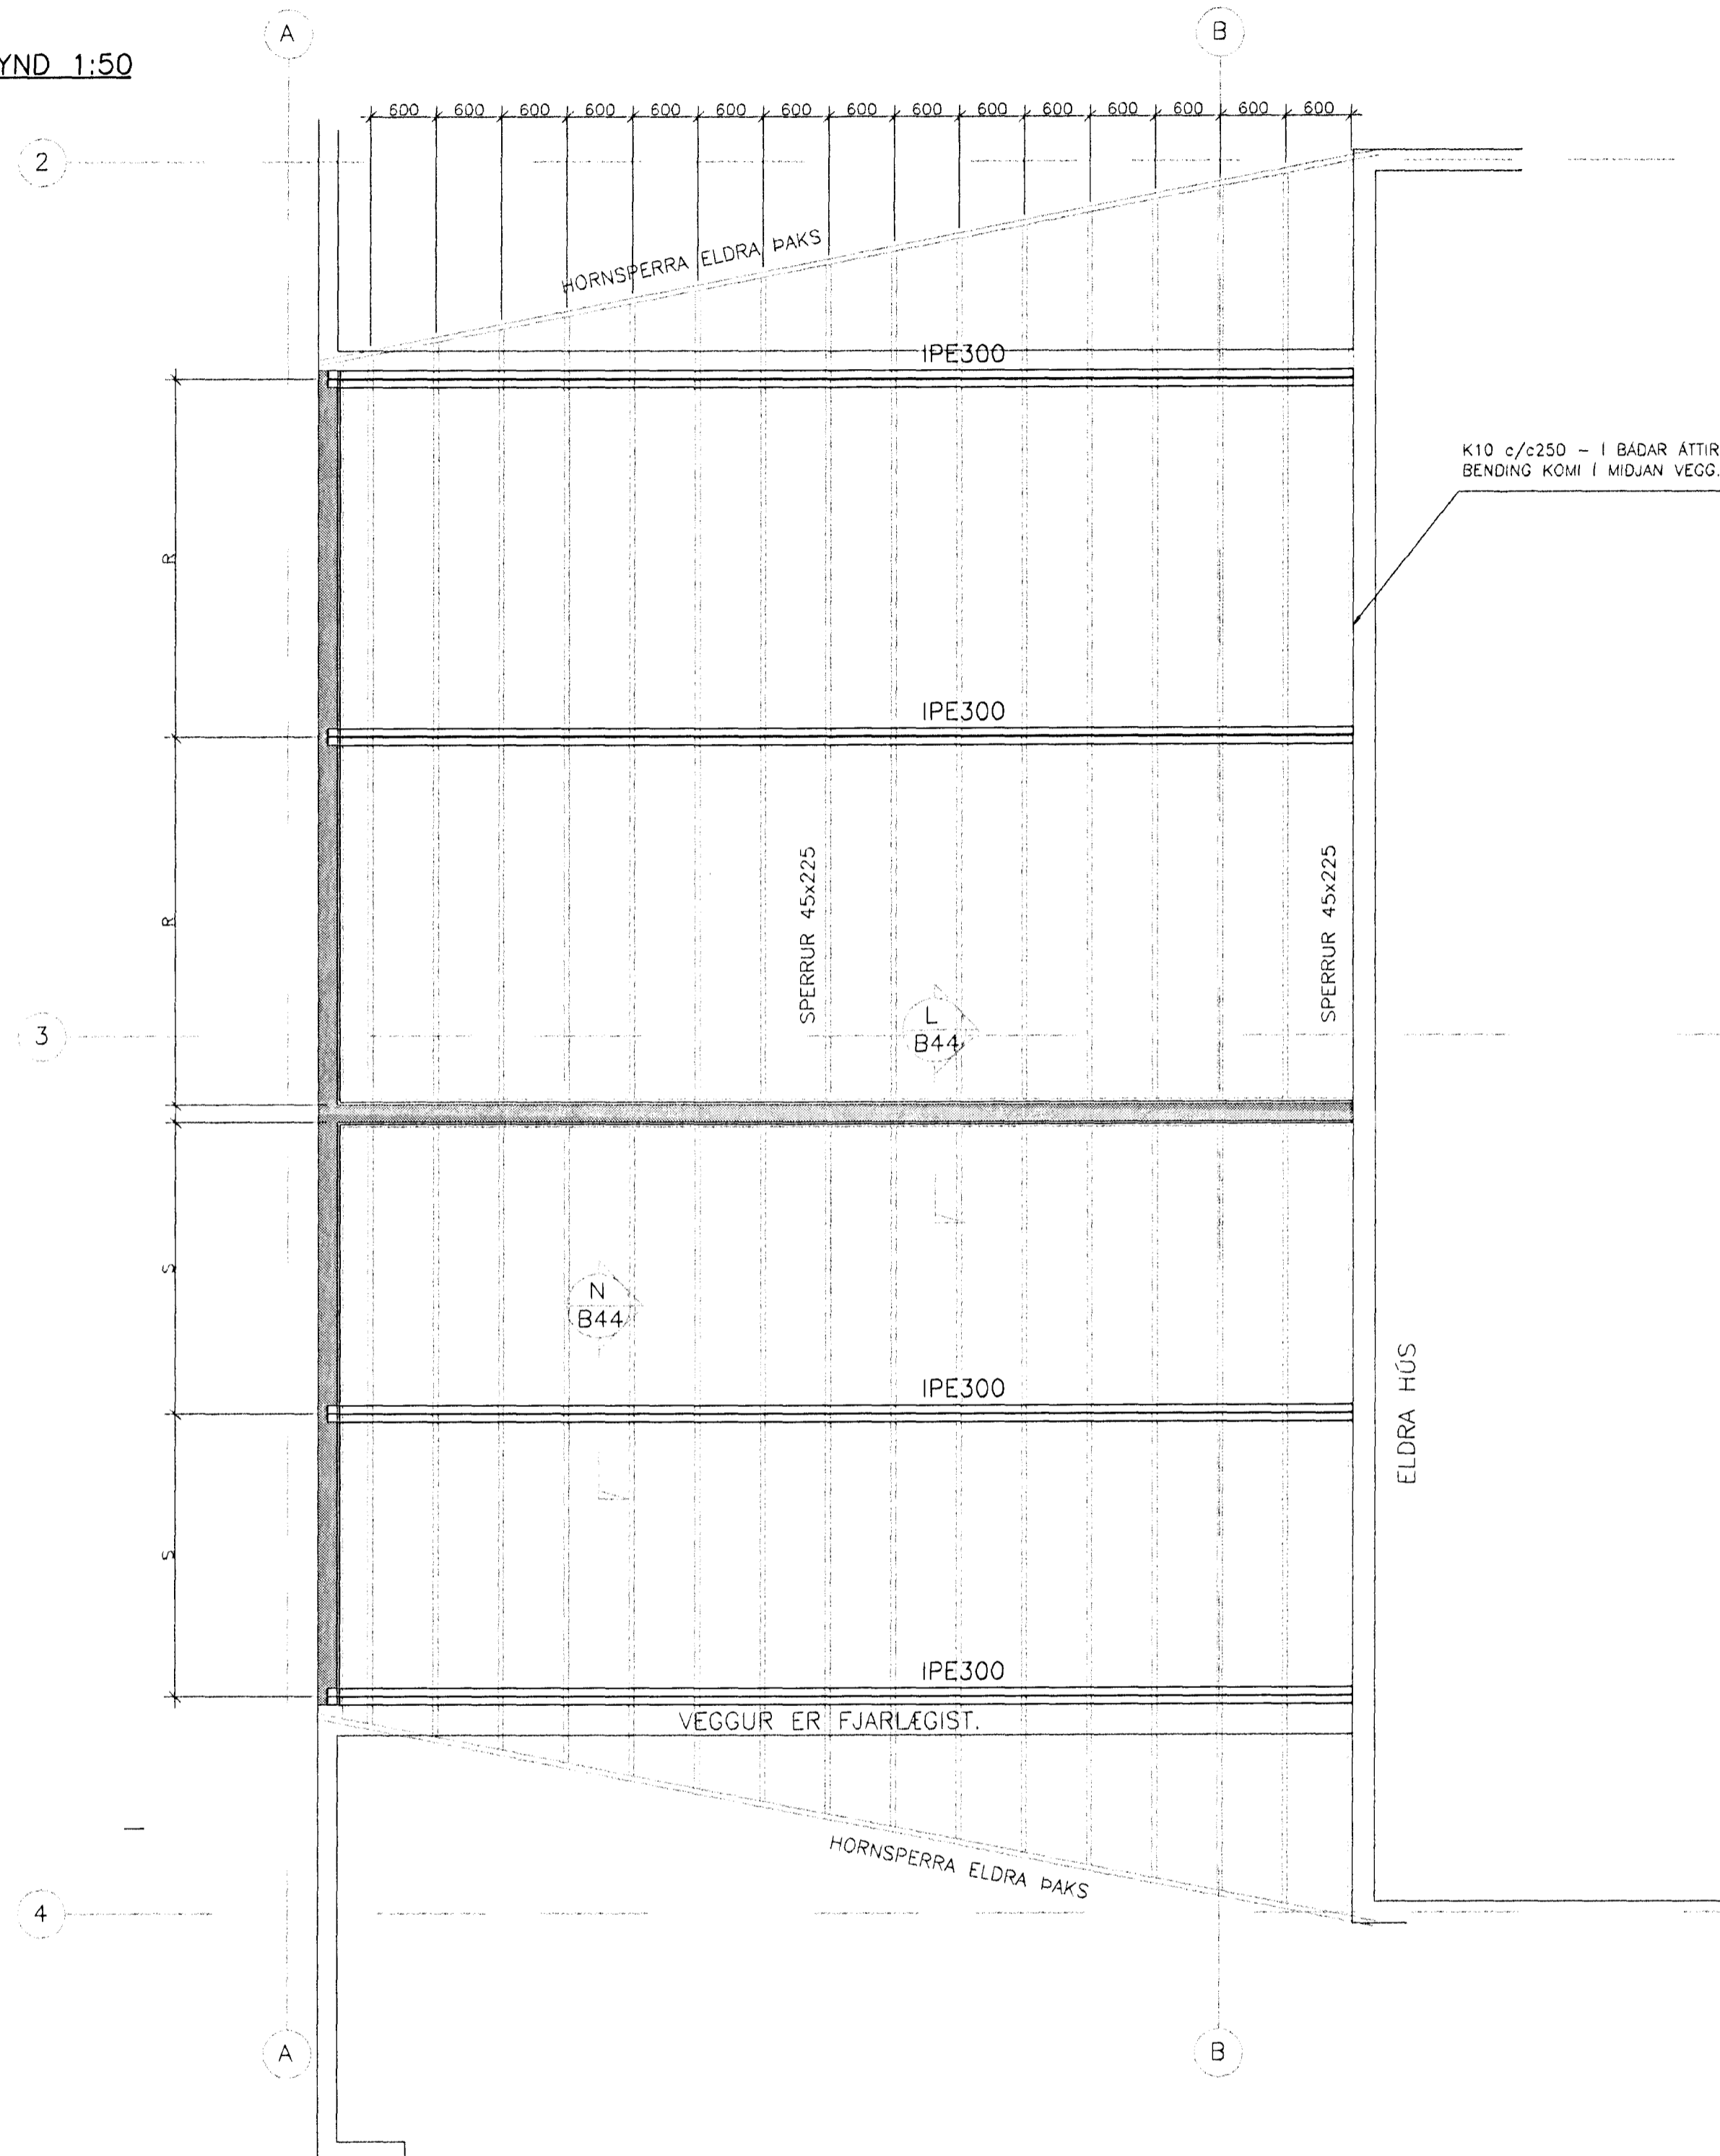 A
B
YND 1:50
600 600 600 600 600 600 600 600 600 600 600 600 600 600 600
2
HORNSPERRA ELDRA ÞAKS
IPE300
K10 c/c250 – Í BÁÐAR ÁTTIR
BENDING KOMI Í MIÐJAN VEGG.
R
IPE300
SPERRUR 45x225
SPERRUR 45x225
R
L
B44
3
S
N
B44
IPE300
ELDRA HÚS
S
IPE300
VEGGUR ER FJARLÆGIST.
HORNSPERRA ELDRA ÞAKS
4
A
B